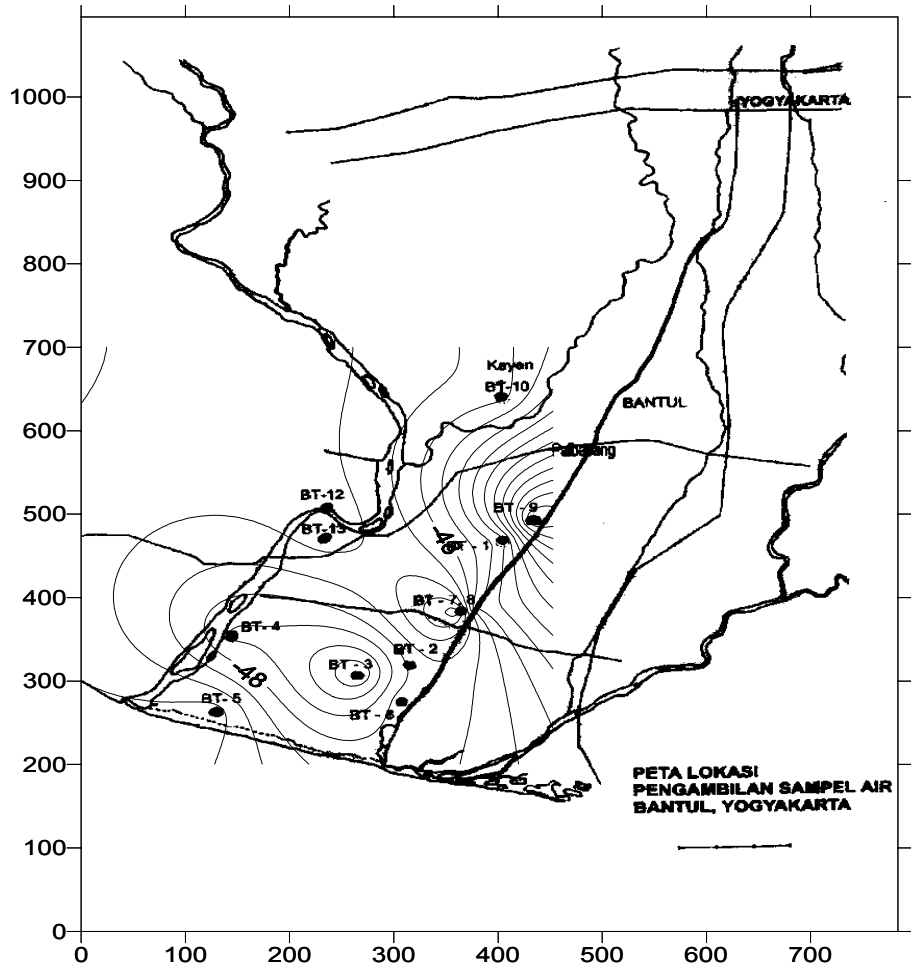 1000
YOGYAKARTA
900
800
700
Kayen
BT-10
600
BANTUL
500
BT-12
BT - 9
BT-13
400
BT - 7, 8
BT- 4
BT - 2
BT - 3
-48
300
BT- 5
BT - 6
200
PETA LOKASI
PENGAMBILAN SAMPEL AIR
BANTUL, YOGYAKARTA
100
0
0 100 200 300 400 500 600 700